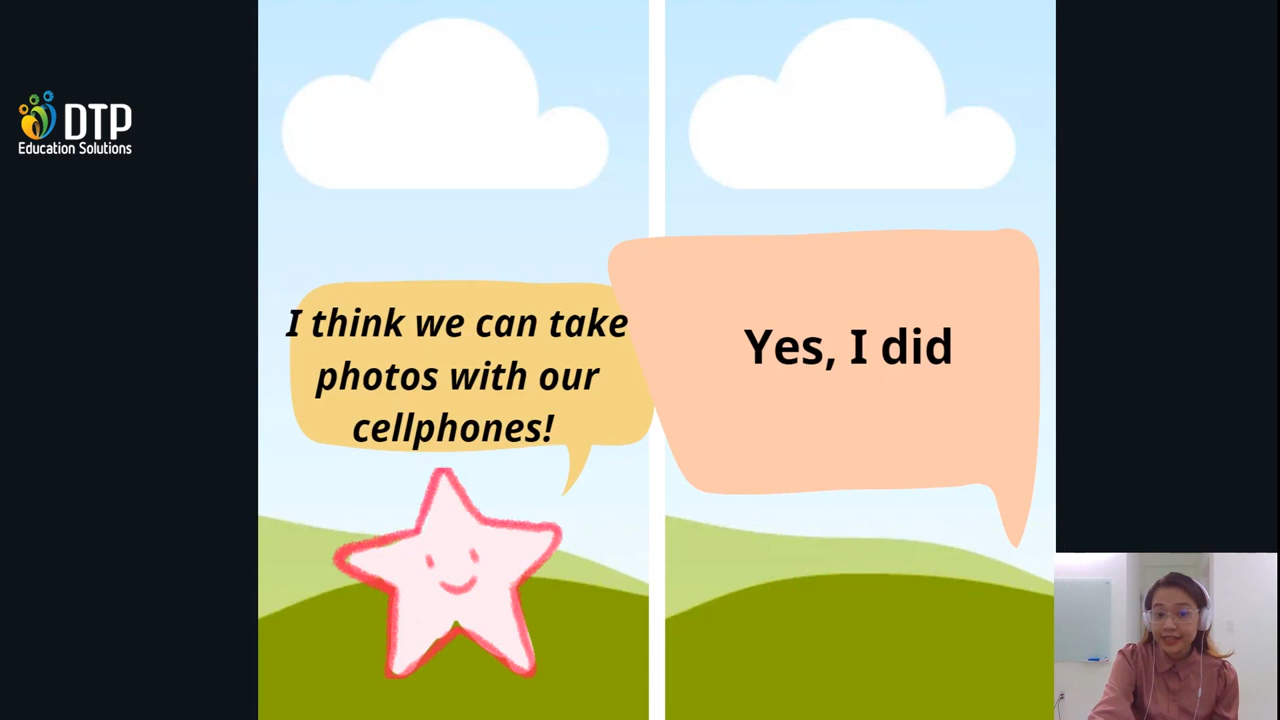 DTP
Education Solutions
I think we can take
photos with our
cellphones!
Yes, I did